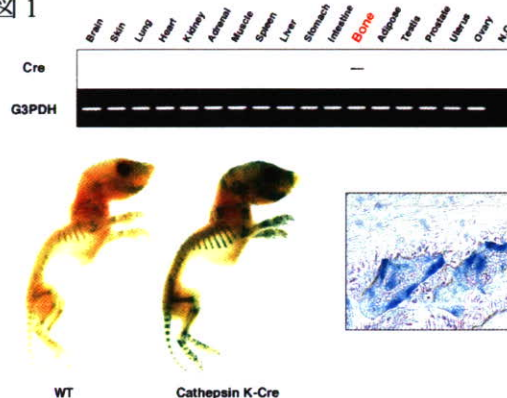 図1
Brain Skin Lung Heart Kidney Adrenal Muscle Spleen Liver Stomach Intestine Bone Adipose Testis Prostate Uterus Ovary N.C
Cre
G3PDH
WT Cathepsin K-Cre